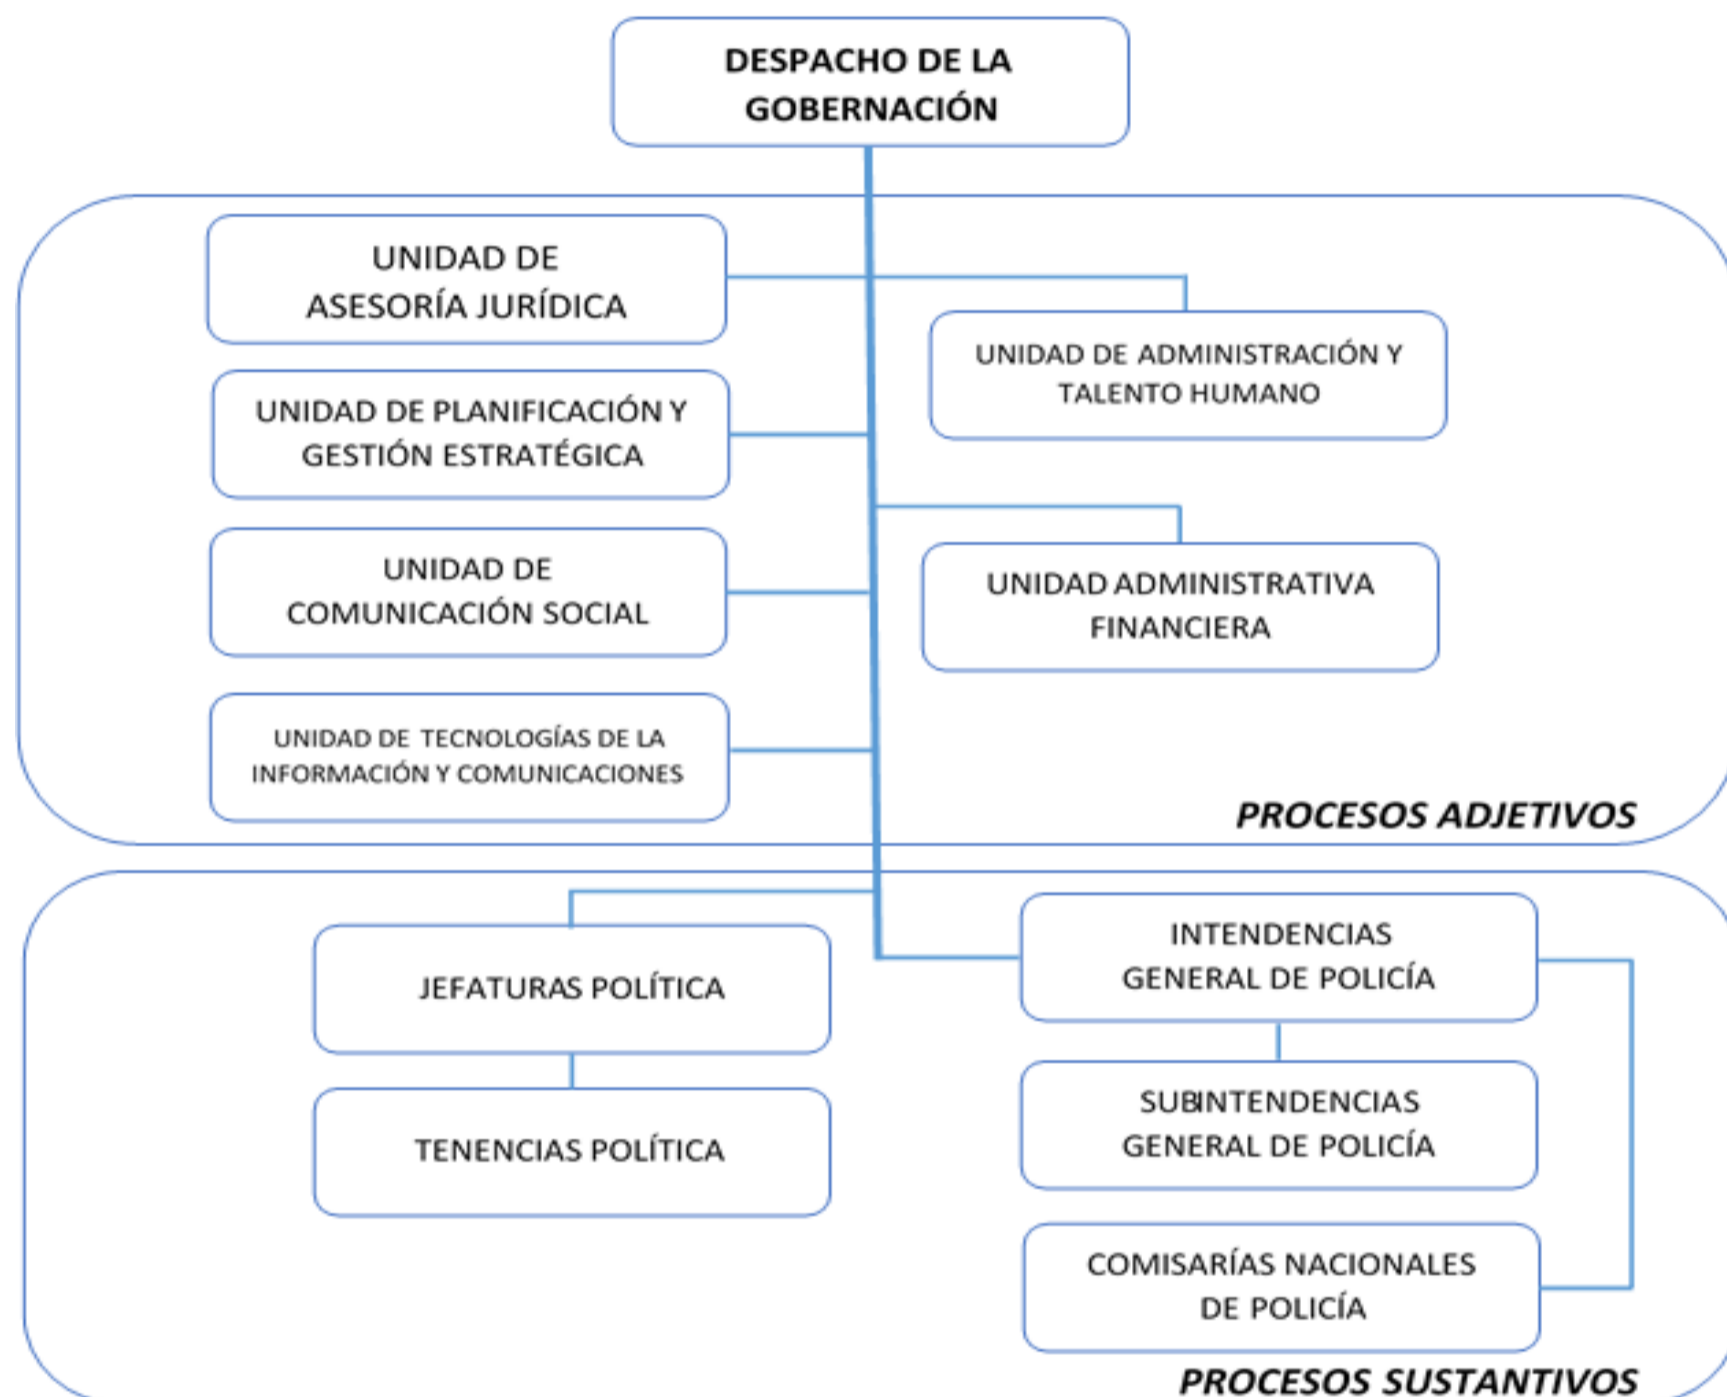 DESPACHO DE LA
GOBERNACIÓN
UNIDAD DE
ASESORÍA JURÍDICA
UNIDAD DE ADMINISTRACIÓN Y
TALENTO HUMANO
UNIDAD DE PLANIFICACIÓN Y
GESTIÓN ESTRATÉGICA
UNIDAD DE
COMUNICACIÓN SOCIAL
UNIDAD ADMINISTRATIVA
FINANCIERA
UNIDAD DE TECNOLOGÍAS DE LA
INFORMACIÓN Y COMUNICACIONES
PROCESOS ADJETIVOS
JEFATURAS POLÍTICA
TENENCIAS POLÍTICA
INTENDENCIAS
GENERAL DE POLICÍA
SUBINTENDENCIAS
GENERAL DE POLICÍA
COMISARÍAS NACIONALES
DE POLICÍA
PROCESOS SUSTANTIVOS